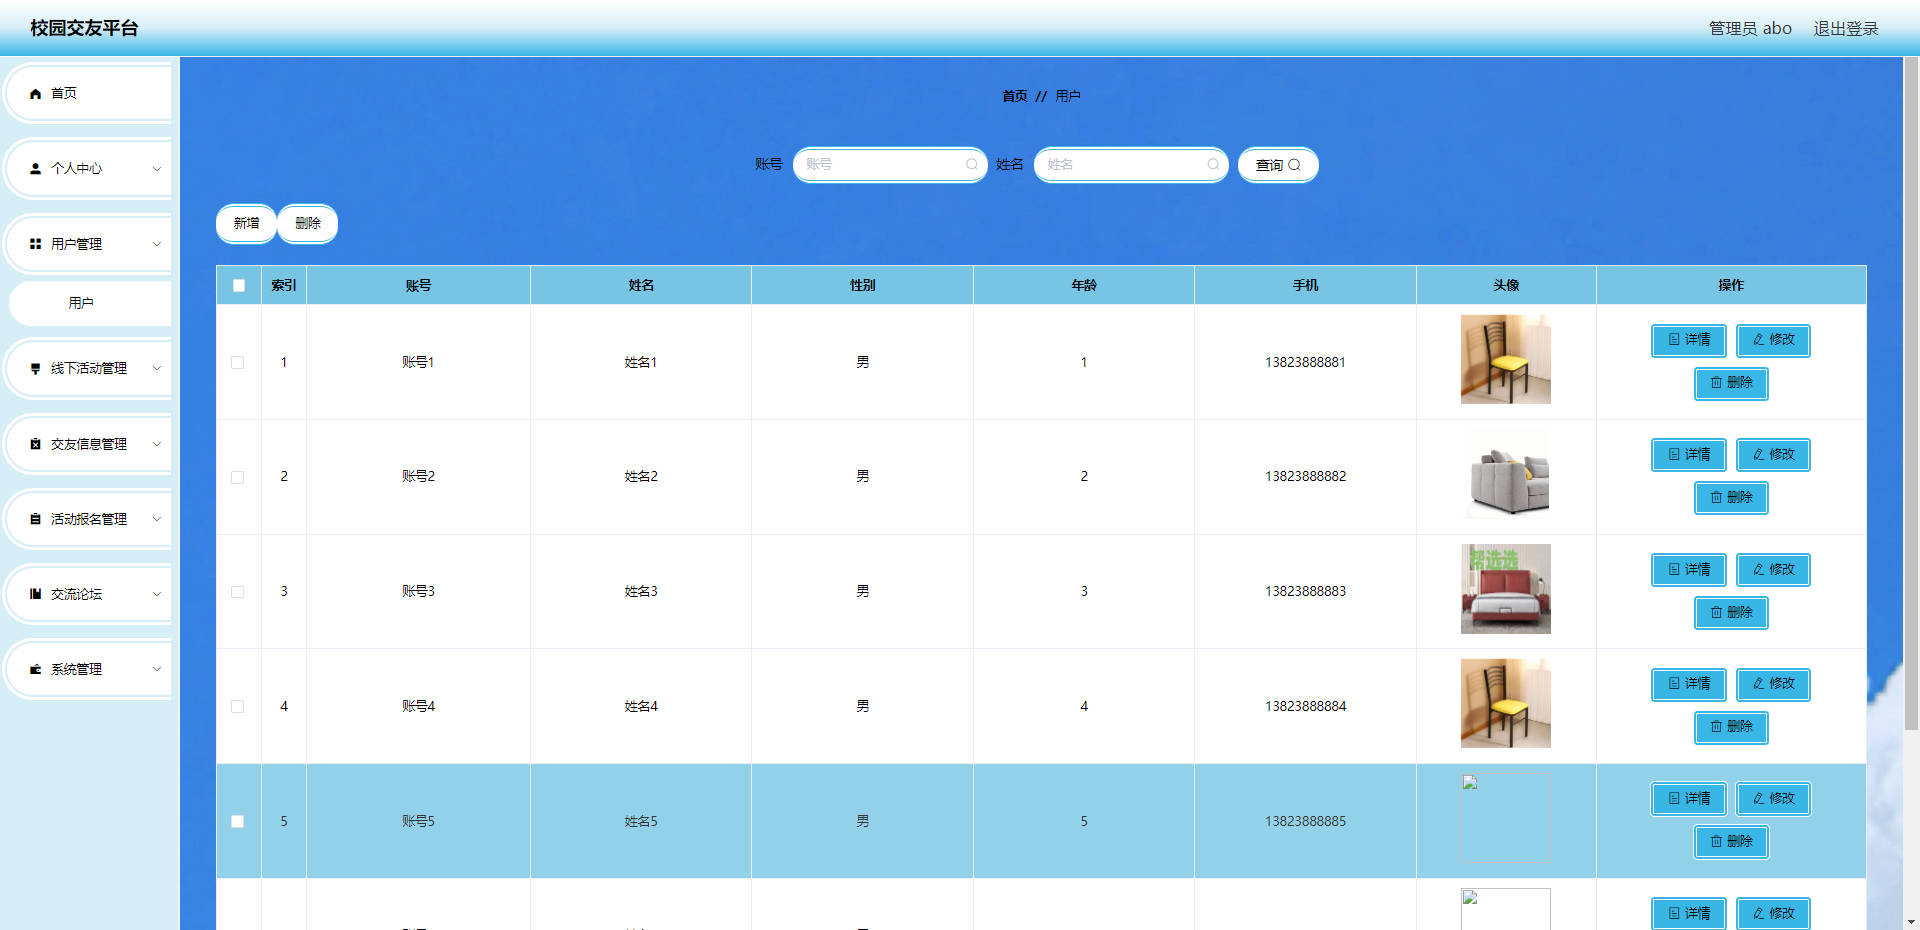 校园交友平台
管理员 abo 退出登录
首页
个人中心
用户管理
用户
线下活动管理
交友信息管理
活动报名管理
交流论坛
系统管理
首页 // 用户
账号 账号 姓名 姓名 查询
新增 删除
索引 账号 姓名 性别 年龄 手机 头像 操作
1 账号1 姓名1 男 1 13823888881 详情 修改
删除
2 账号2 姓名2 男 2 13823888882 详情 修改
删除
3 账号3 姓名3 男 3 13823888883 帮选选 详情 修改
删除
4 账号4 姓名4 男 4 13823888884 详情 修改
删除
5 账号5 姓名5 男 5 13823888885 详情 修改
删除
详情 修改